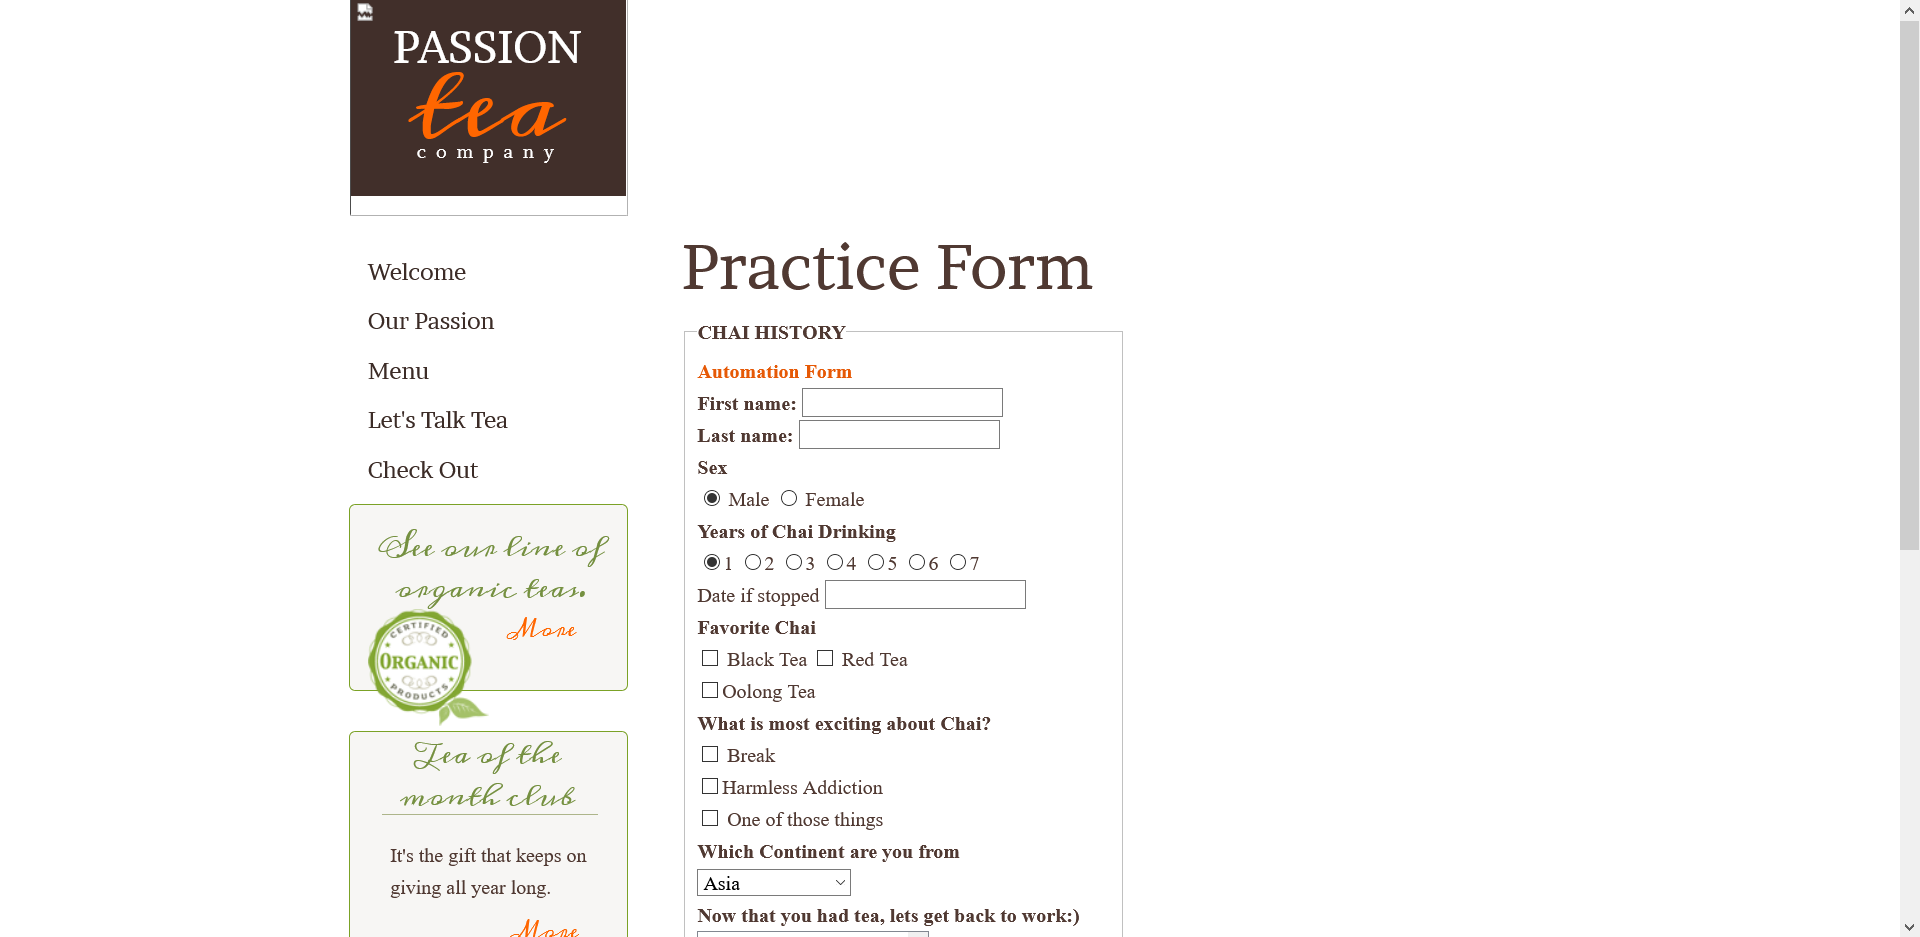 PASSION
tea
company
Welcome
Our Passion
Menu
Let's Talk Tea
Check Out
See our line of
organic teas.
More
CERTIFIED
ORGANIC
PRODUCTS
Tea of the
month club
It's the gift that keeps on
giving all year long.
More
Practice Form
CHAI HISTORY
Automation Form
First name:
Last name:
Sex
Male Female
Years of Chai Drinking
1 2 3 4 5 6 7
Date if stopped
Favorite Chai
Black Tea Red Tea
Oolong Tea
What is most exciting about Chai?
Break
Harmless Addiction
One of those things
Which Continent are you from
Asia
Now that you had tea, lets get back to work:)